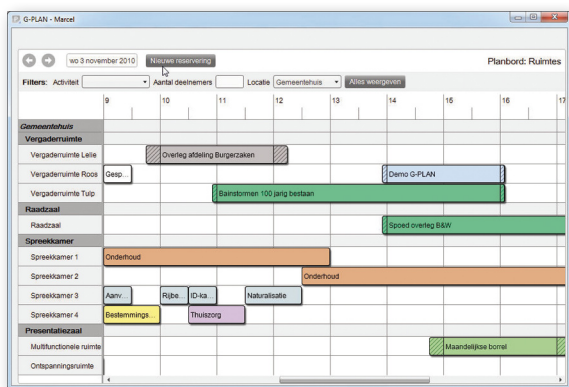 G-PLAN - Marcel
wo 3 november 2010 Nieuwe reservering Planbord: Ruimtes
Filters: Activiteit Aantal deelnemers Locatie Gemeentehuis Alles weergeven
9 10 11 12 13 14 15 16 17
Gemeentehuis
Vergaderruimte
Vergaderruimte Lelie Overleg afdeling Burgerzaken
Vergaderruimte Roos Gesp... Demo G-PLAN
Vergaderruimte Tulp Bainstormen 100 jarig bestaan
Raadzaal
Raadzaal Spoed overleg B&W
Spreekkamer
Spreekkamer 1 Onderhoud
Spreekkamer 2 Onderhoud
Spreekkamer 3 Aanv... Rijbe... ID-ka... Naturalisatie
Spreekkamer 4 Bestemmings... Thuiszorg
Presentatiezaal
Multifunctionele ruimte Maandelijkse borrel
Ontspanningsruimte